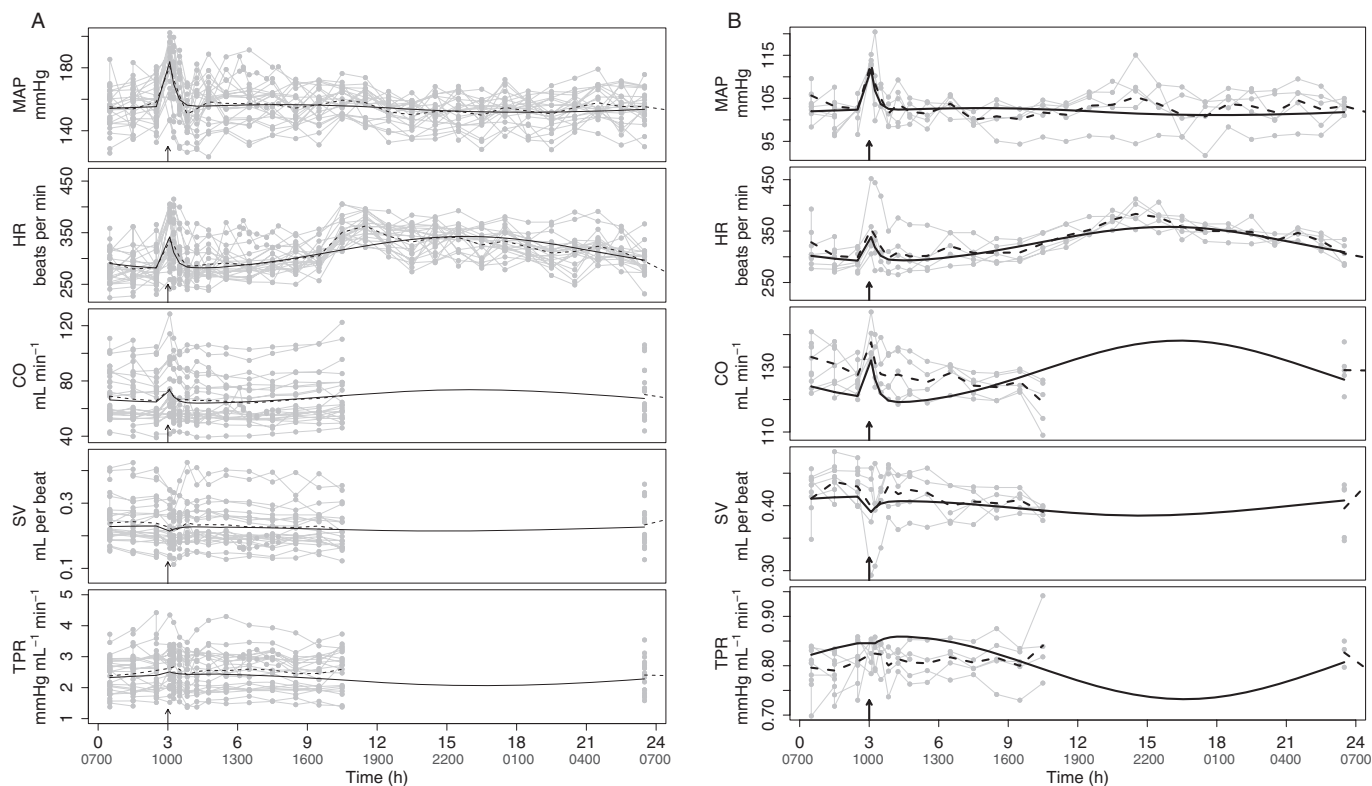 A
MAP
mmHg
180
140
HR
beats per min
450
350
250
CO
mL min⁻¹
120
80
40
SV
mL per beat
0.3
0.1
TPR
mmHg mL⁻¹ min⁻¹
5
4
3
2
1
0 3 6 9 12 15 18 21 24
0700 1000 1300 1600 1900 2200 0100 0400 0700
Time (h)
B
MAP
mmHg
115
105
95
HR
beats per min
450
350
250
CO
mL min⁻¹
130
110
SV
mL per beat
0.40
0.30
TPR
mmHg mL⁻¹ min⁻¹
0.90
0.80
0.70
0 3 6 9 12 15 18 21 24
0700 1000 1300 1600 1900 2200 0100 0400 0700
Time (h)